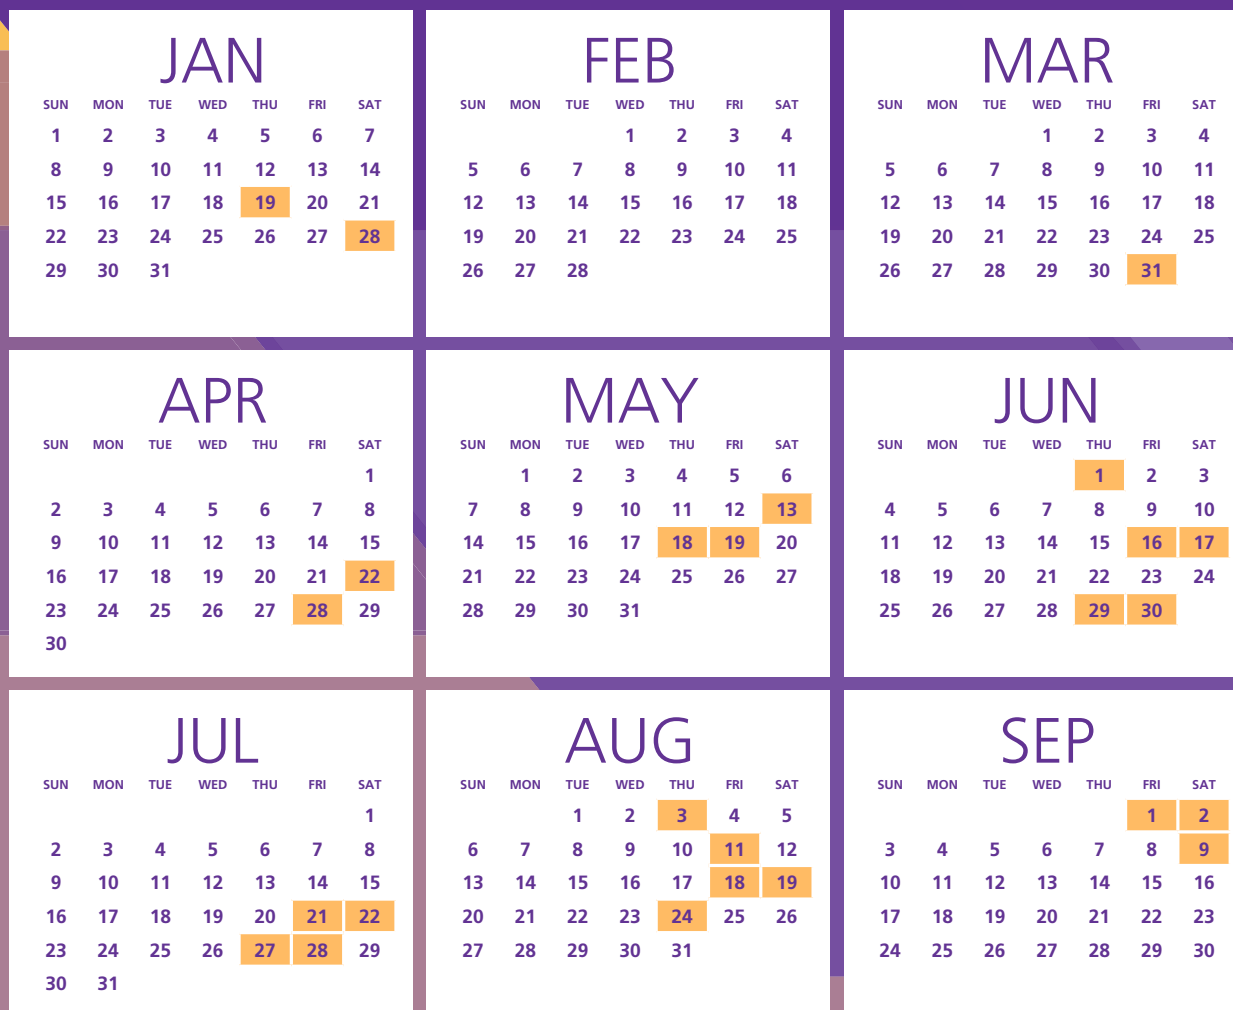 JAN
SUN MON TUE WED THU FRI SAT
1 2 3 4 5 6 7
8 9 10 11 12 13 14
15 16 17 18 19 20 21
22 23 24 25 26 27 28
29 30 31
FEB
SUN MON TUE WED THU FRI SAT
1 2 3 4
5 6 7 8 9 10 11
12 13 14 15 16 17 18
19 20 21 22 23 24 25
26 27 28
MAR
SUN MON TUE WED THU FRI SAT
1 2 3 4
5 6 7 8 9 10 11
12 13 14 15 16 17 18
19 20 21 22 23 24 25
26 27 28 29 30 31
APR
SUN MON TUE WED THU FRI SAT
1
2 3 4 5 6 7 8
9 10 11 12 13 14 15
16 17 18 19 20 21 22
23 24 25 26 27 28 29
30
MAY
SUN MON TUE WED THU FRI SAT
1 2 3 4 5 6
7 8 9 10 11 12 13
14 15 16 17 18 19 20
21 22 23 24 25 26 27
28 29 30 31
JUN
SUN MON TUE WED THU FRI SAT
1 2 3
4 5 6 7 8 9 10
11 12 13 14 15 16 17
18 19 20 21 22 23 24
25 26 27 28 29 30
JUL
SUN MON TUE WED THU FRI SAT
1
2 3 4 5 6 7 8
9 10 11 12 13 14 15
16 17 18 19 20 21 22
23 24 25 26 27 28 29
30 31
AUG
SUN MON TUE WED THU FRI SAT
1 2 3 4 5
6 7 8 9 10 11 12
13 14 15 16 17 18 19
20 21 22 23 24 25 26
27 28 29 30 31
SEP
SUN MON TUE WED THU FRI SAT
1 2
3 4 5 6 7 8 9
10 11 12 13 14 15 16
17 18 19 20 21 22 23
24 25 26 27 28 29 30